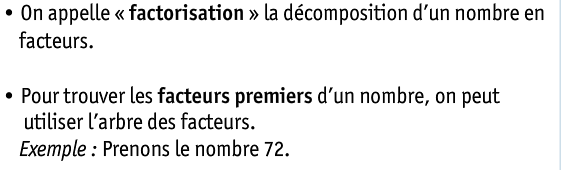 • On appelle « factorisation » la décomposition d'un nombre en
facteurs.
• Pour trouver les facteurs premiers d'un nombre, on peut
utiliser l'arbre des facteurs.
Exemple : Prenons le nombre 72.